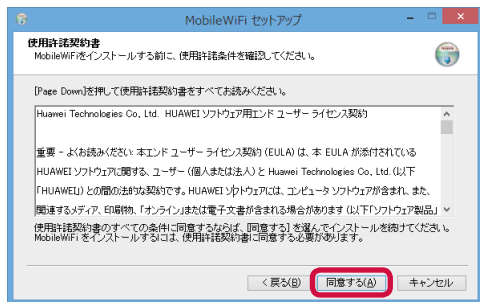 MobileWiFi セットアップ
使用許諾契約書
MobileWiFiをインストールする前に、使用許諾条件を確認してください。
[Page Down]を押して使用許諾契約書をすべてお読みください。
Huawei Technologies Co., Ltd.  HUAWEI ソフトウェア用エンド ユーザー ライセンス契約
重要 – よくお読みください: 本エンド ユーザー ライセンス契約 (EULA) は、本 EULA が添付されている
HUAWEI ソフトウェアに関する、ユーザー (個人または法人) と Huawei Technologies Co., Ltd. (以下
「HUAWEI」) との間の法的な契約です。HUAWEI ソフトウェアには、コンピュータ ソフトウェアが含まれ、また、
関連するメディア、印刷物、「オンライン」または電子文書が含まれる場合があります (以下「ソフトウェア製品」
使用許諾契約書のすべての条件に同意するならば、[同意する] を選んでインストールを続けてください。
MobileWiFi をインストールするには、使用許諾契約書に同意する必要があります。
< 戻る(B)
同意する(A)
キャンセル